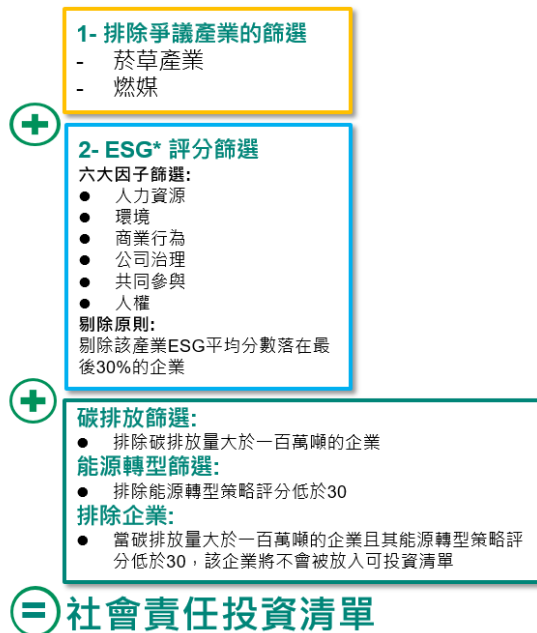 1- 排除爭議產業的篩選
- 菸草產業
- 燃媒
+
2- ESG* 評分篩選
六大因子篩選:
● 人力資源
● 環境
● 商業行為
● 公司治理
● 共同參與
● 人權
剔除原則:
剔除該產業ESG平均分數落在最
後30%的企業
+
碳排放篩選:
● 排除碳排放量大於一百萬噸的企業
能源轉型篩選:
● 排除能源轉型策略評分低於30
排除企業:
● 當碳排放量大於一百萬噸的企業且其能源轉型策略評
分低於30，該企業將不會被放入可投資清單
= 社會責任投資清單